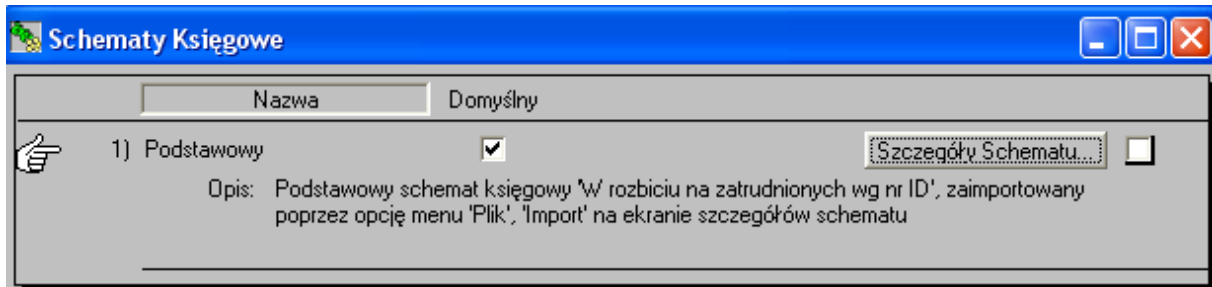 Schematy Księgowe
Nazwa Domyślny
1) Podstawowy Szczegóły Schematu...
Opis: Podstawowy schemat księgowy 'W rozbiciu na zatrudnionych wg nr ID', zaimportowany
poprzez opcję menu 'Plik', 'Import' na ekranie szczegółów schematu